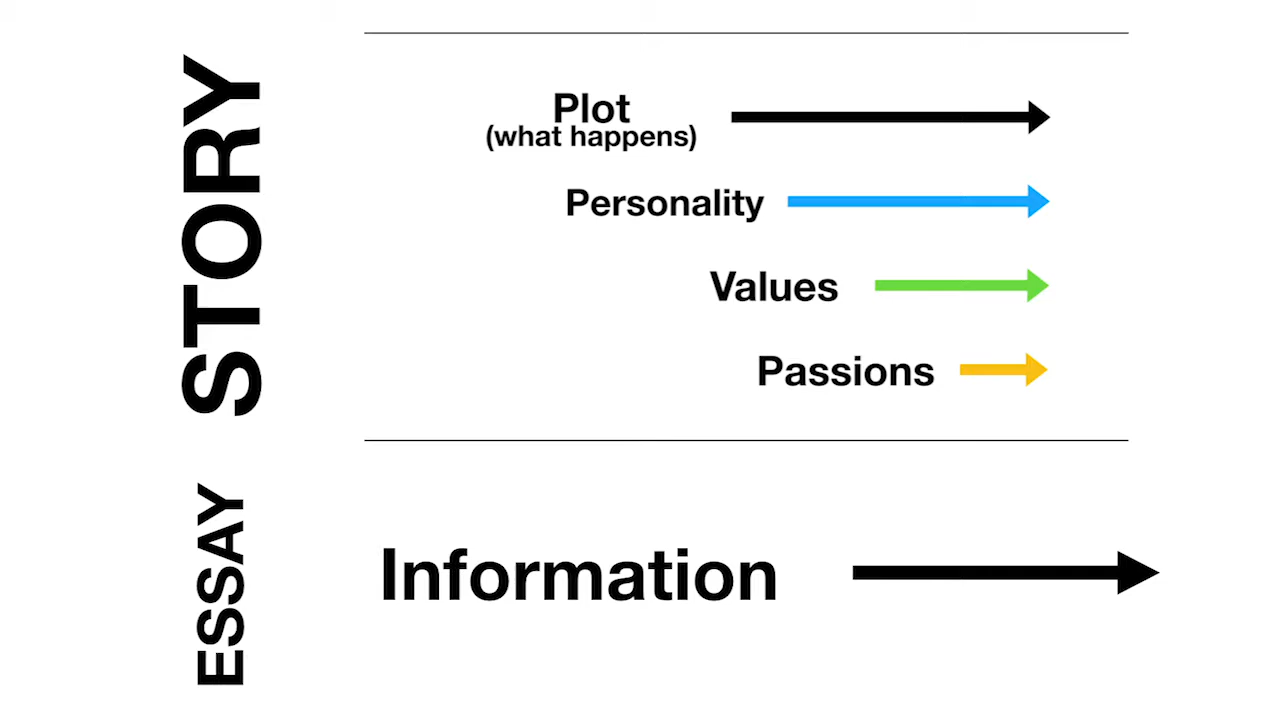 STORY
Plot
(what happens)
Personality
Values
Passions
ESSAY
Information